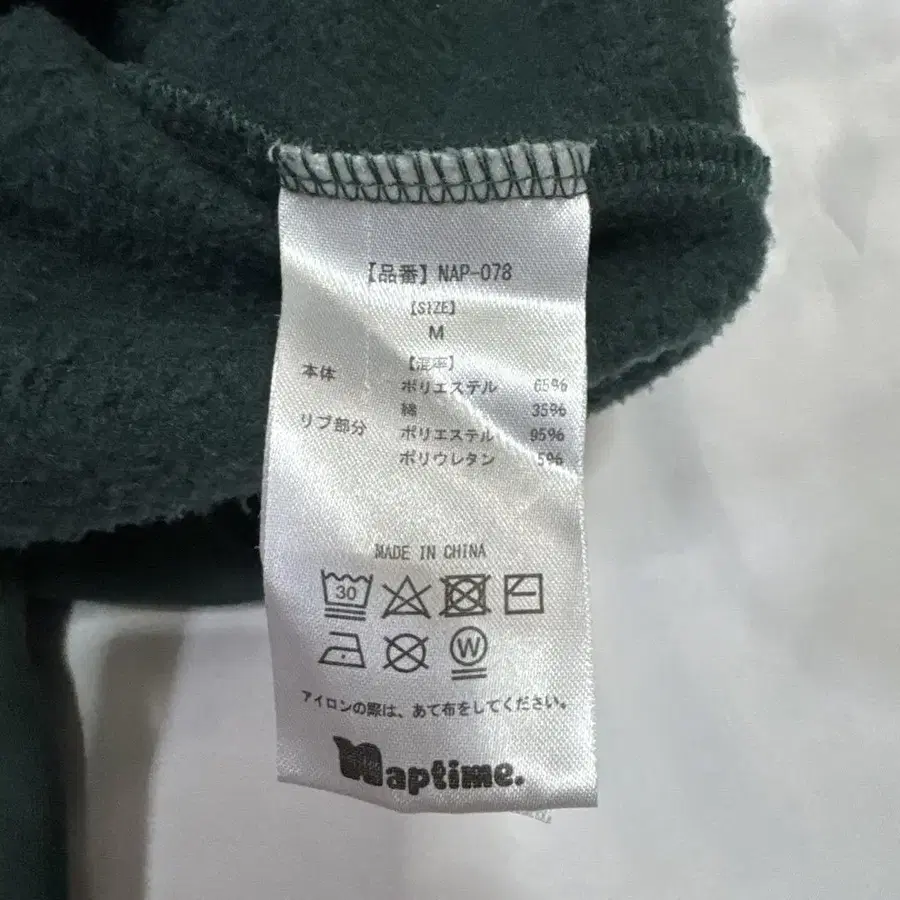 【品番】NAP-078
【SIZE】
M
【混率】
本体 ポリエステル 65%
綿 35%
リブ部分 ポリエステル 95%
ポリウレタン 5%
MADE IN CHINA
30
W
アイロンの際は、あて布をしてください。
Naptime.